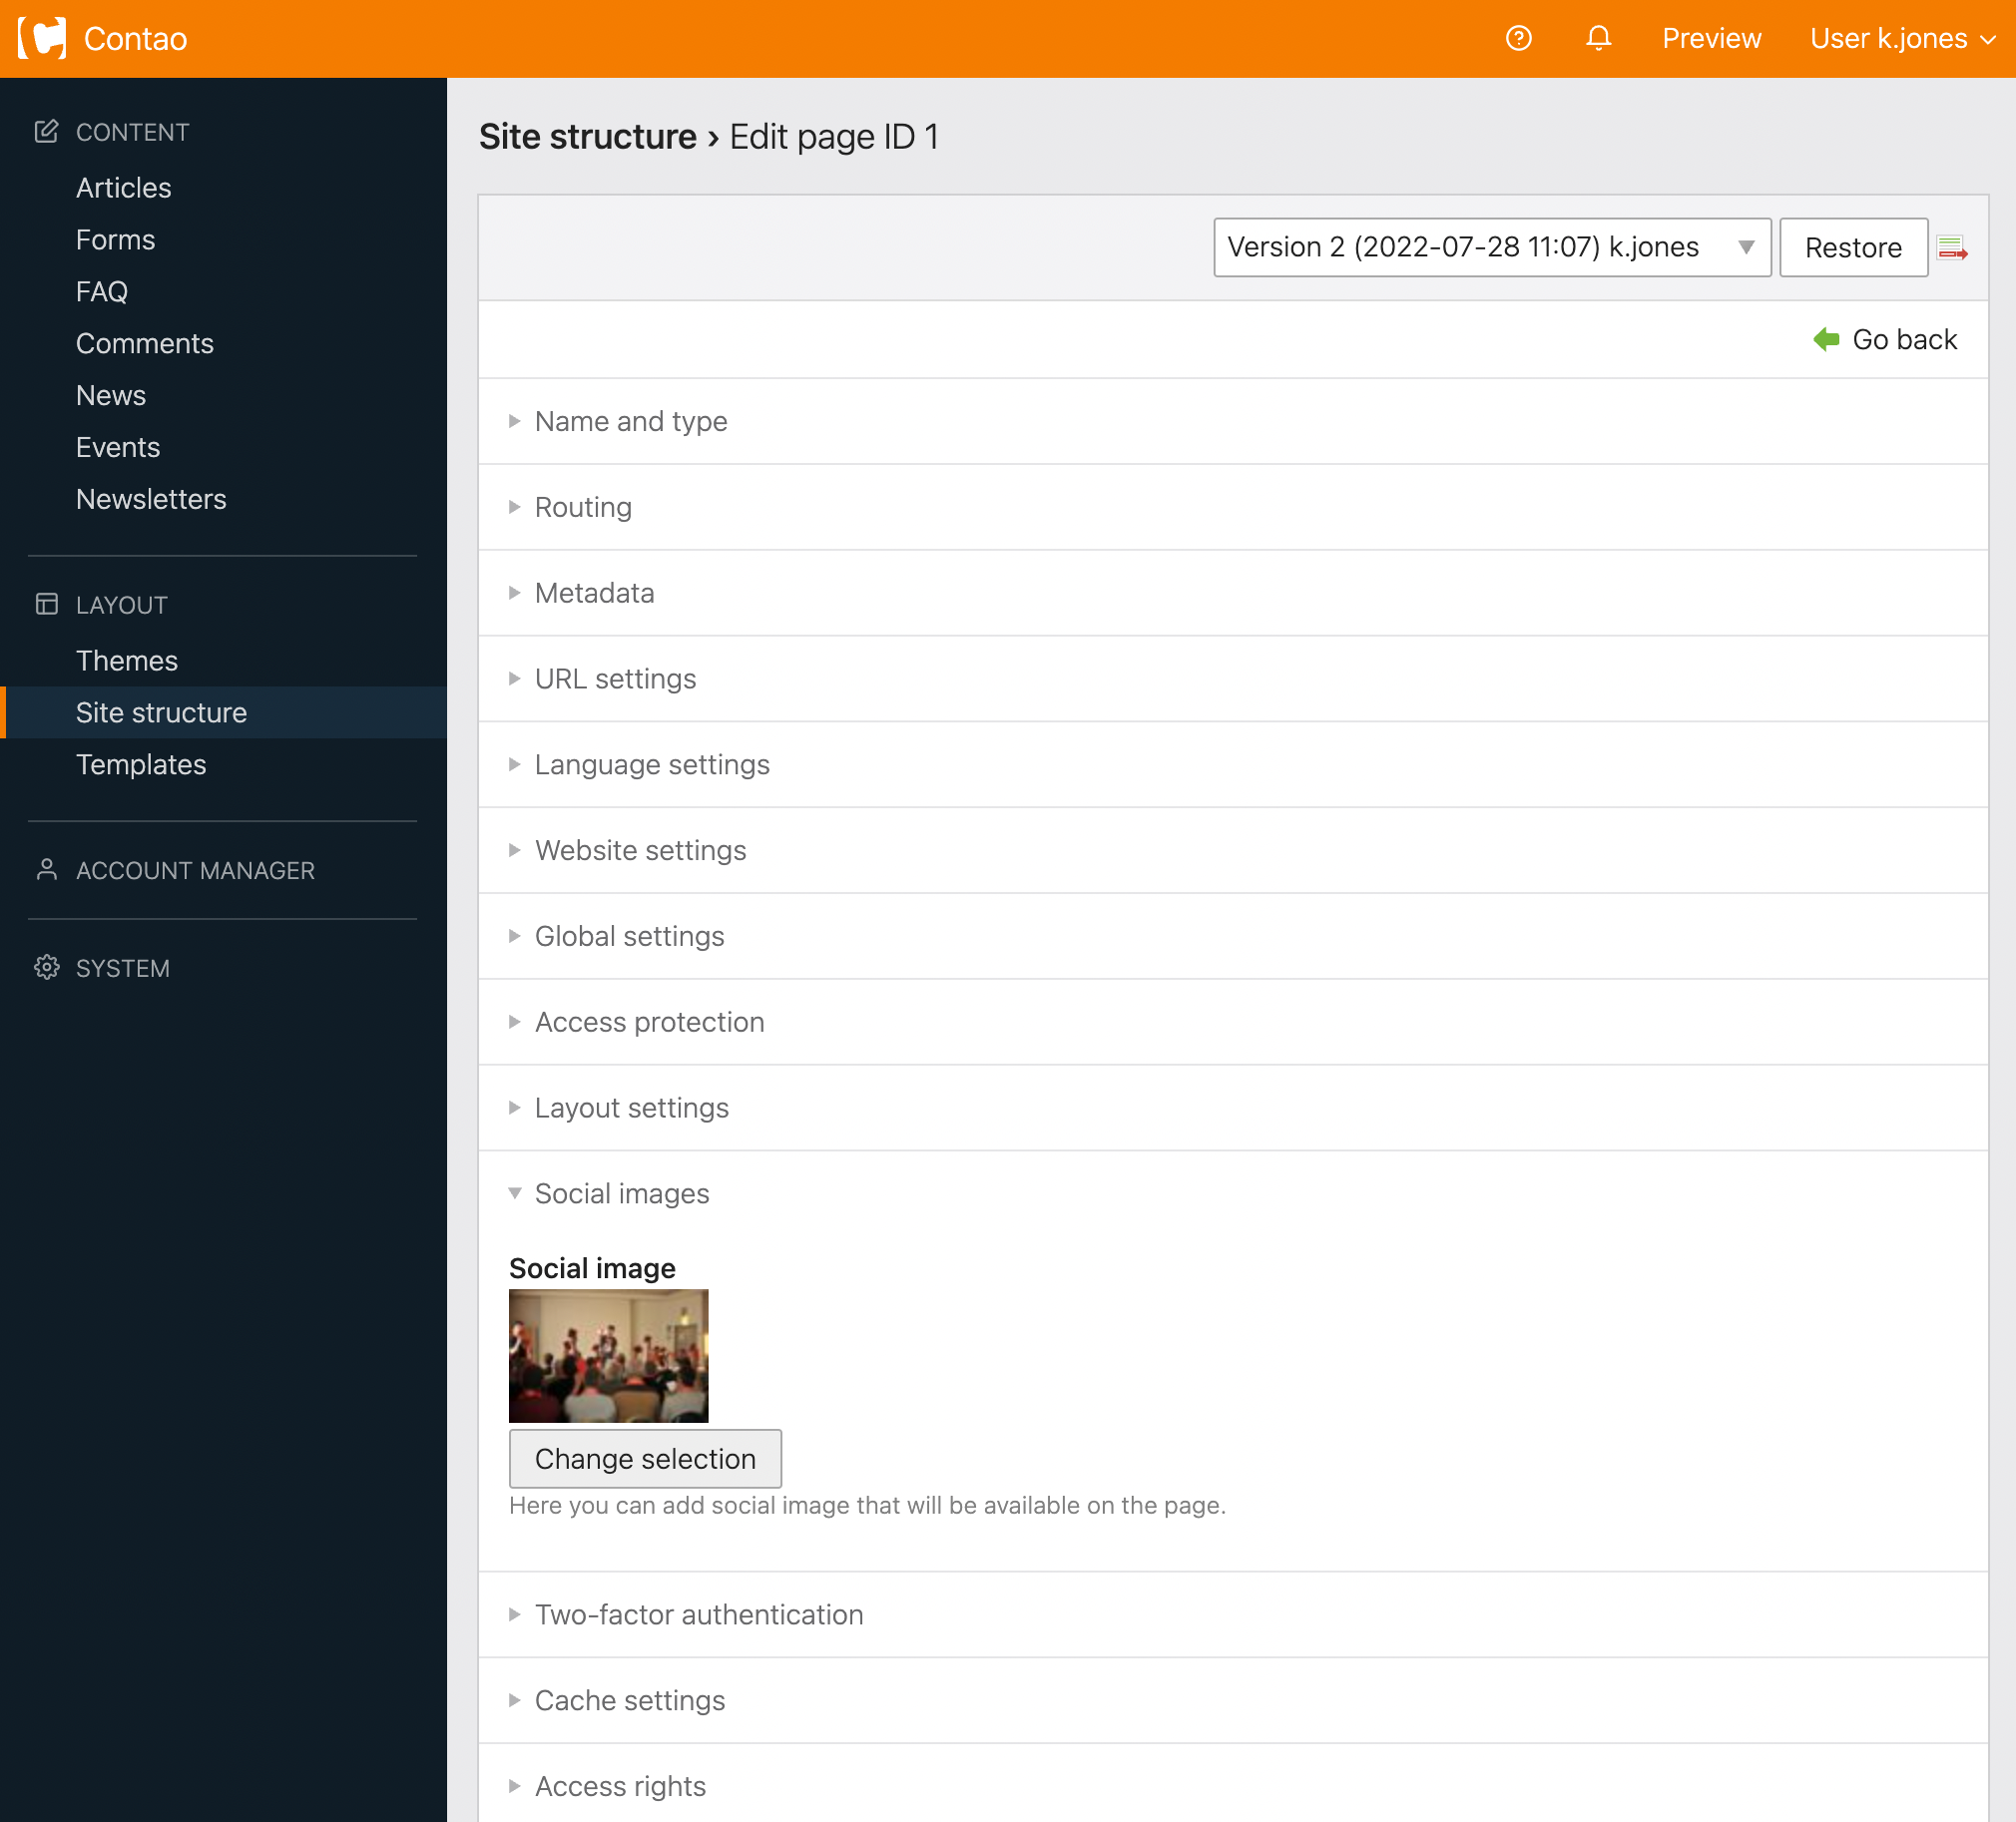 Contao
Preview
User k.jones
CONTENT
Articles
Forms
FAQ
Comments
News
Events
Newsletters
LAYOUT
Themes
Site structure
Templates
ACCOUNT MANAGER
SYSTEM
Site structure › Edit page ID 1
Version 2 (2022-07-28 11:07) k.jones
Restore
Go back
Name and type
Routing
Metadata
URL settings
Language settings
Website settings
Global settings
Access protection
Layout settings
Social images
Social image
Change selection
Here you can add social image that will be available on the page.
Two-factor authentication
Cache settings
Access rights